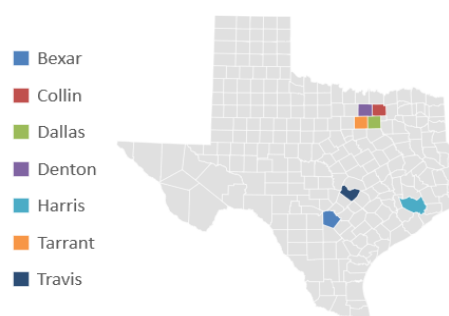 Bexar
Collin
Dallas
Denton
Harris
Tarrant
Travis